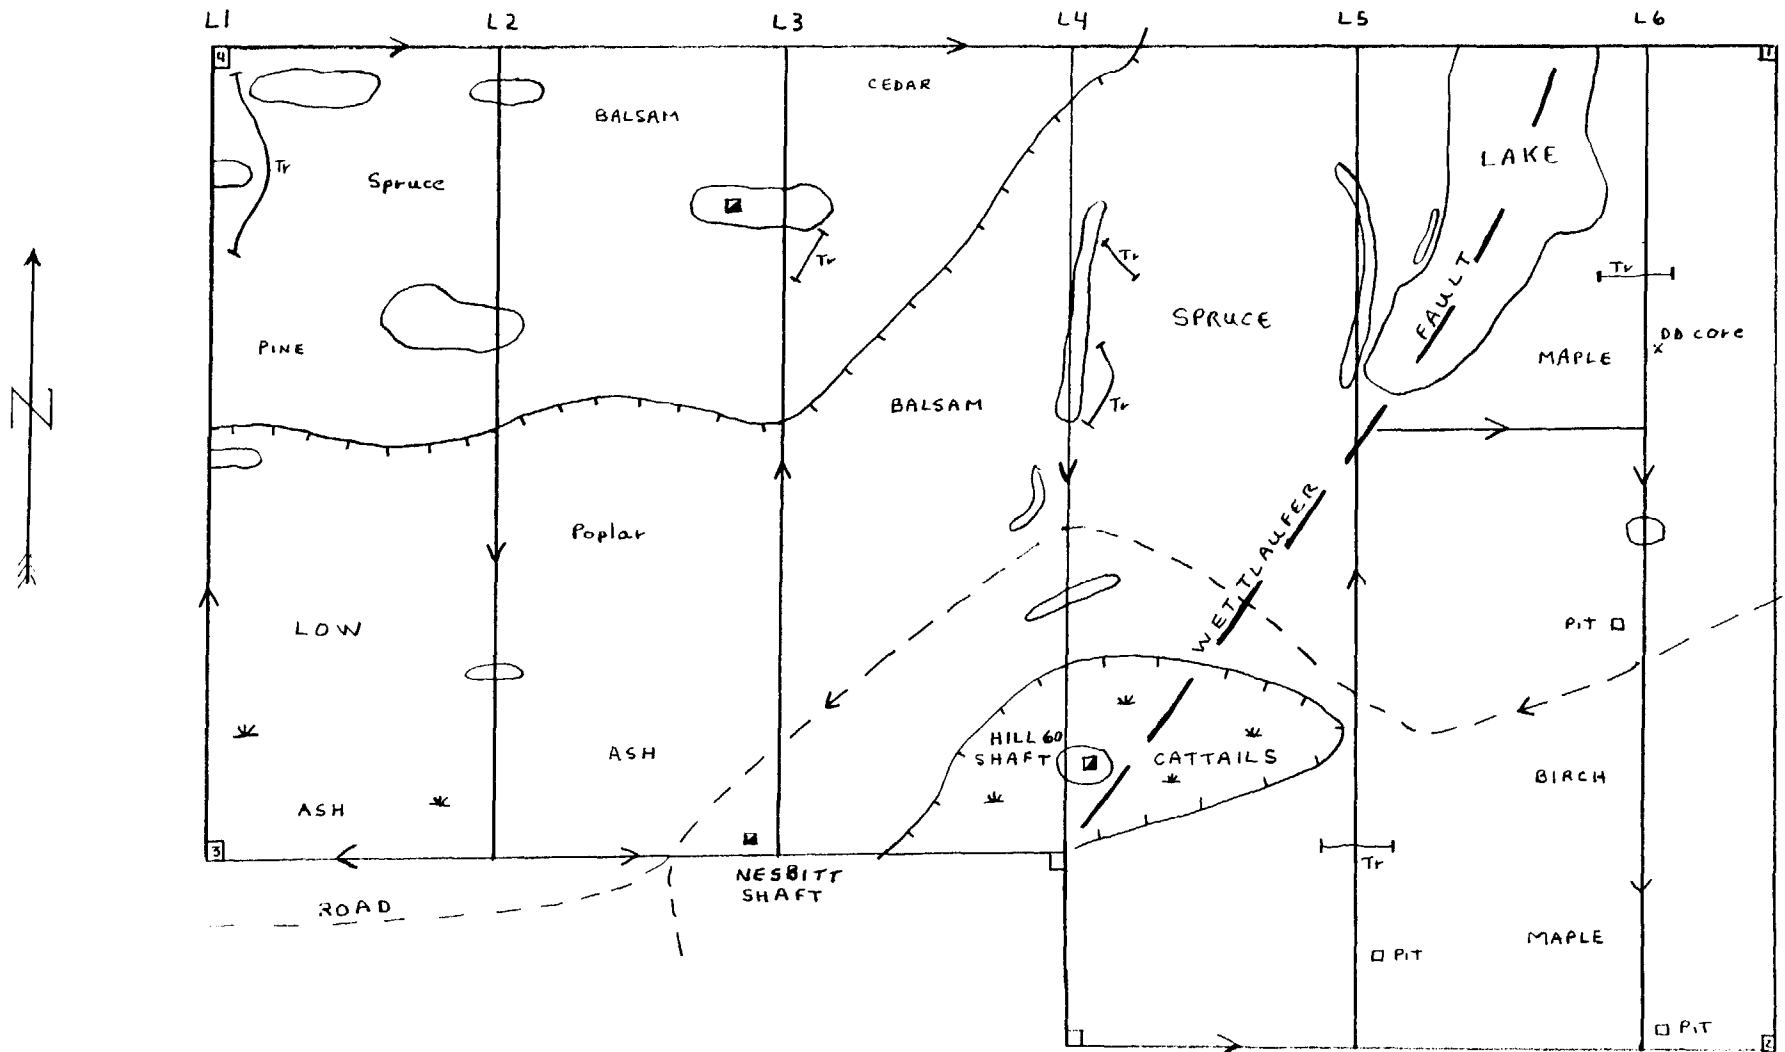 L1 L2 L3 L4 L5 L6
4
1
CEDAR
BALSAM
LAKE
Tr
Spruce
Tr
Tr
Tr
FAULT
SPRUCE
DD core
PINE
MAPLE
N
BALSAM
Tr
WETTLAUFER
Poplar
PIT
LOW
HILL 60
SHAFT
ASH
CATTAILS
BIRCH
ASH
3
Tr
NESBITT
SHAFT
ROAD
MAPLE
PIT
PIT
2